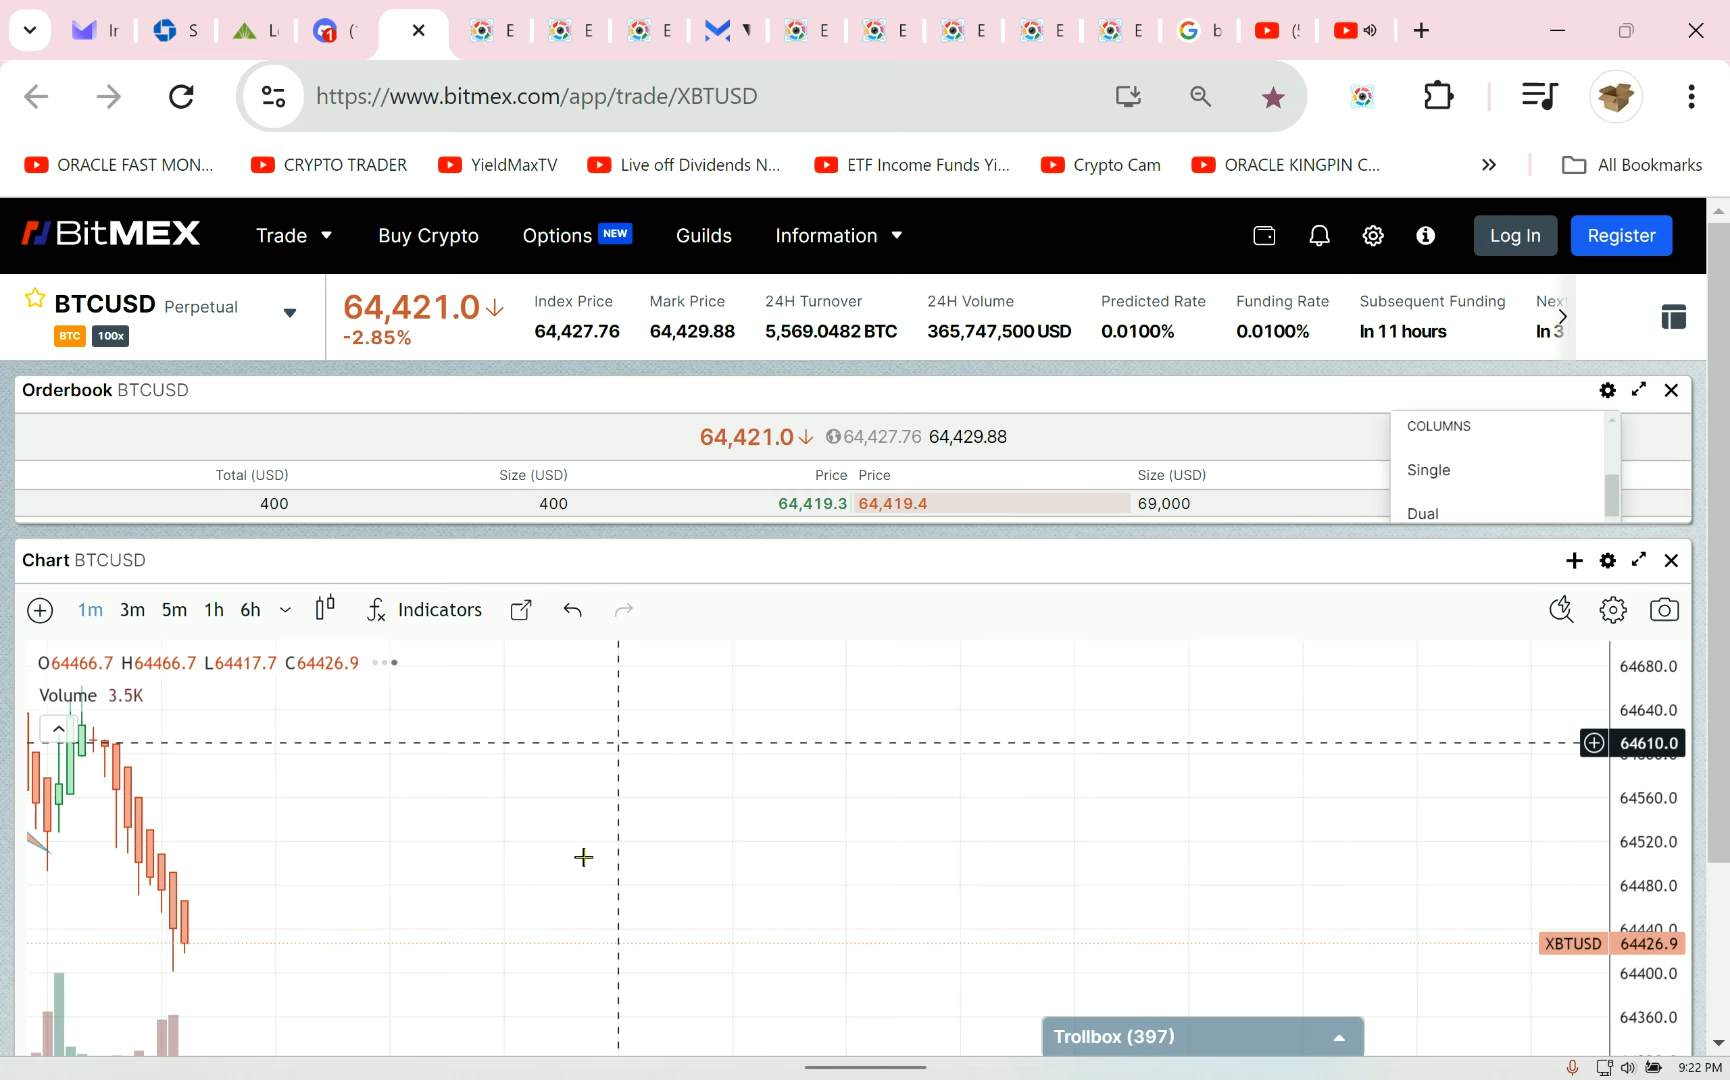 Ir
S
L
(
E
E
E
E
E
E
E
E
b
(
https://www.bitmex.com/app/trade/XBTUSD
ORACLE FAST MON...
CRYPTO TRADER
YieldMaxTV
Live off Dividends N...
ETF Income Funds Yi...
Crypto Cam
ORACLE KINGPIN C...
All Bookmarks
BitMEX
Trade
Buy Crypto
Options NEW
Guilds
Information
Log In
Register
BTCUSD Perpetual
BTC 100x
64,421.0
-2.85%
Index Price
64,427.76
Mark Price
64,429.88
24H Turnover
5,569.0482 BTC
24H Volume
365,747,500 USD
Predicted Rate
0.0100%
Funding Rate
0.0100%
Subsequent Funding
In 11 hours
Nex
In 3
Orderbook BTCUSD
64,421.0 64,427.76 64,429.88
Total (USD) Size (USD) Price Price Size (USD)
400 400 64,419.3 64,419.4 69,000
COLUMNS
Single
Dual
Chart BTCUSD
1m 3m 5m 1h 6h Indicators
O64466.7 H64466.7 L64417.7 C64426.9
Volume 3.5K
64680.0
64640.0
64610.0
64560.0
64520.0
64480.0
64440.0
XBTUSD 64426.9
64400.0
64360.0
Trollbox (397)
9:22 PM